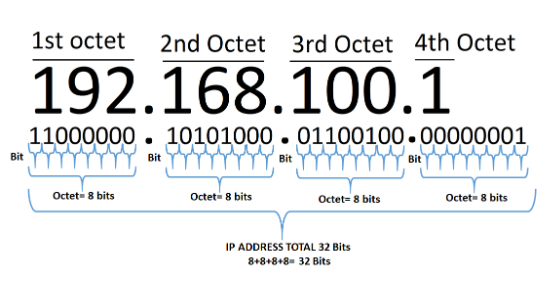 1st octet 2nd Octet 3rd Octet 4th Octet
192.168.100.1
11000000.10101000.01100100.00000001
Bit Bit Bit Bit
Octet= 8 bits Octet= 8 bits Octet= 8 bits Octet= 8 bits
IP ADDRESS TOTAL 32 Bits
8+8+8+8= 32 Bits